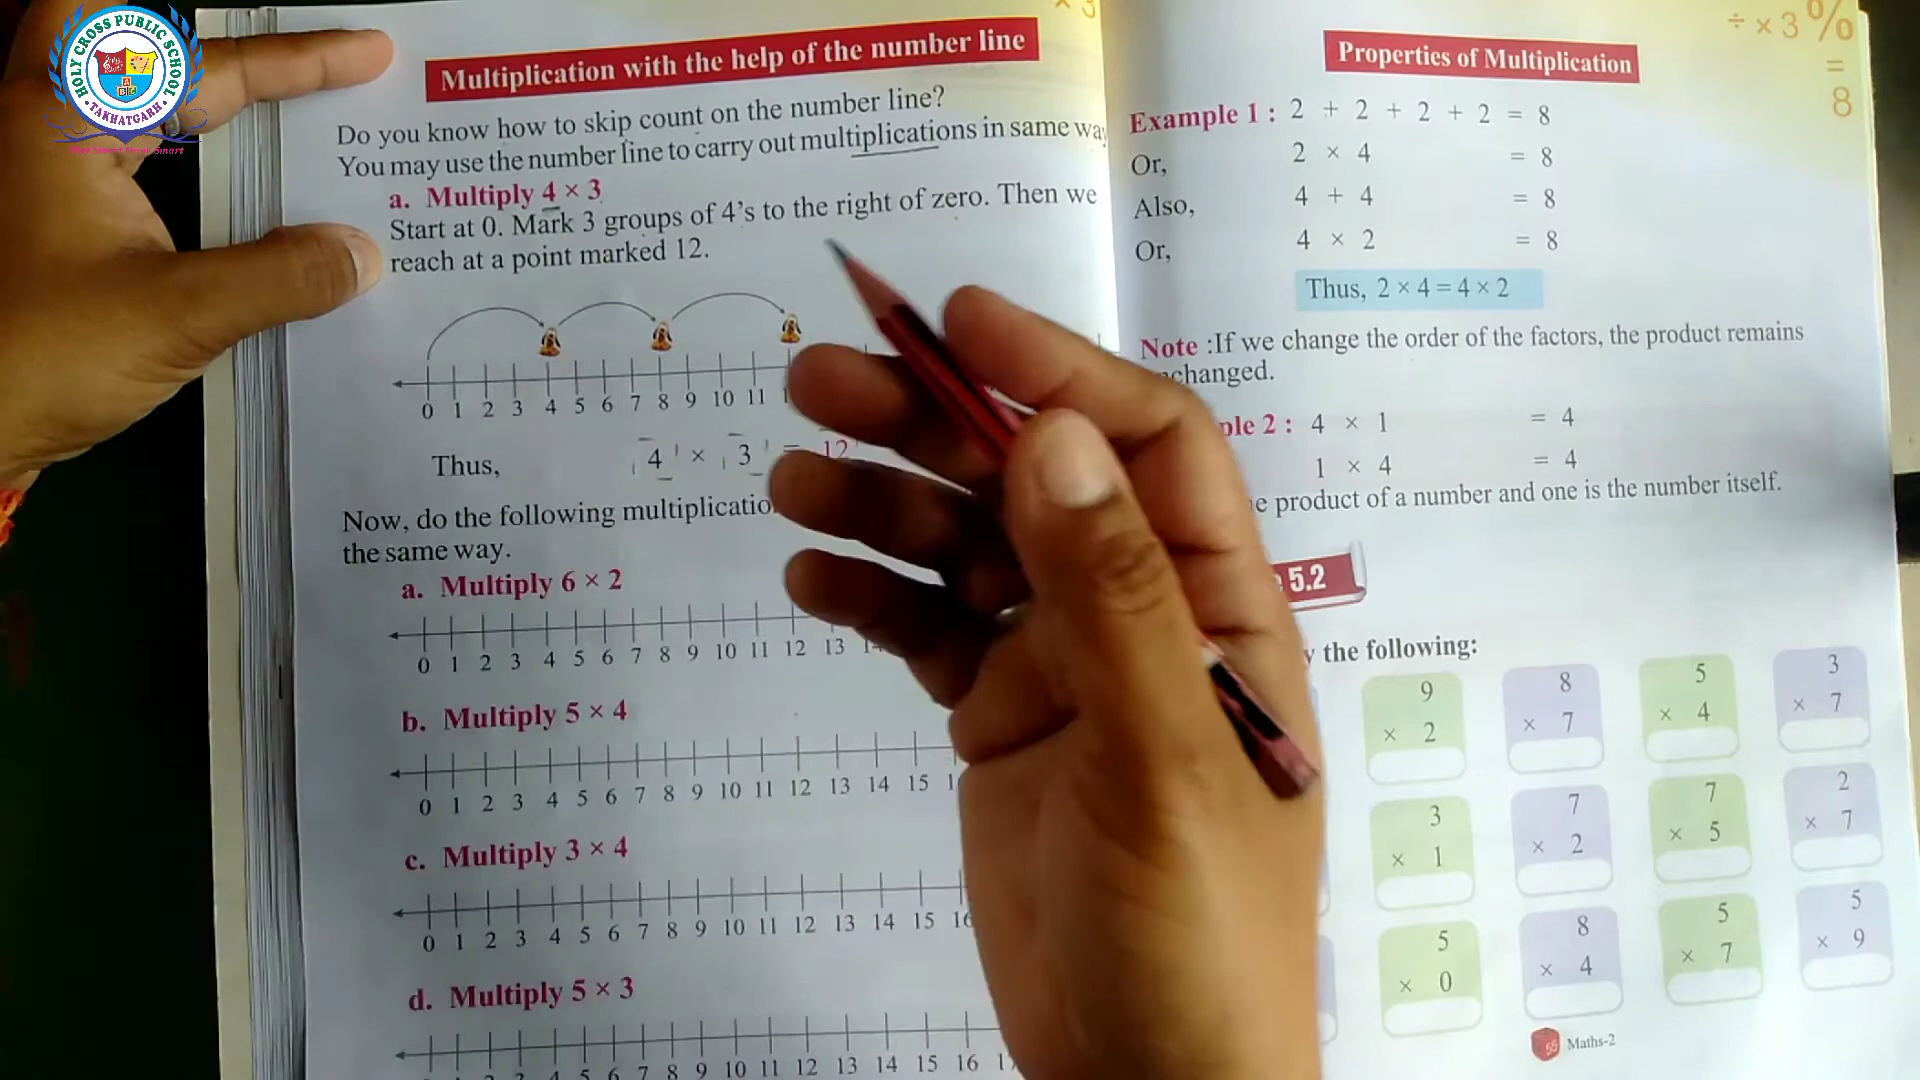 HOLY CROSS PUBLIC SCHOOL
TAKHATGARH
Multiplication with the help of the number line
Do you know how to skip count on the number line?
You may use the number line to carry out multiplications in same
a. Multiply 4 × 3
Start at 0. Mark 3 groups of 4's to the right of zero. Then we
reach at a point marked 12.
0 1 2 3 4 5 6 7 8 9 10 11
Thus, 4 × 3 = 12
Now, do the following
the same way.
a. Multiply 6 × 2
0 1 2 3 4 5 6 7 8 9 10 11 12 13
b. Multiply 5 × 4
0 1 2 3 4 5 6 7 8 9 10 11 12 13 14 15
c. Multiply 3 × 4
0 1 2 3 4 5 6 7 8 9 10 11 12 13 14 15 16
d. Multiply 5 × 3
5 6 7 8 9 10 11 12 13 14 15 16
÷ × 3 %
=
8
Properties of Multiplication
Example 1 : 2 + 2 + 2 + 2 = 8
Or, 2 × 4 = 8
Also, 4 + 4 = 8
Or, 4 × 2 = 8
Thus, 2 × 4 = 4 × 2
Note :If we change the order of the factors, the product remains
4 × 1 = 4
1 × 4 = 4
product of a number and one is the number itself.
5.2
the following:
9 8 5 3
× 2 × 7 × 4 × 7
3 7 7 2
× 1 × 2 × 5 × 7
5 8 5 5
× 0 × 4 × 7 × 9
55 Maths-2